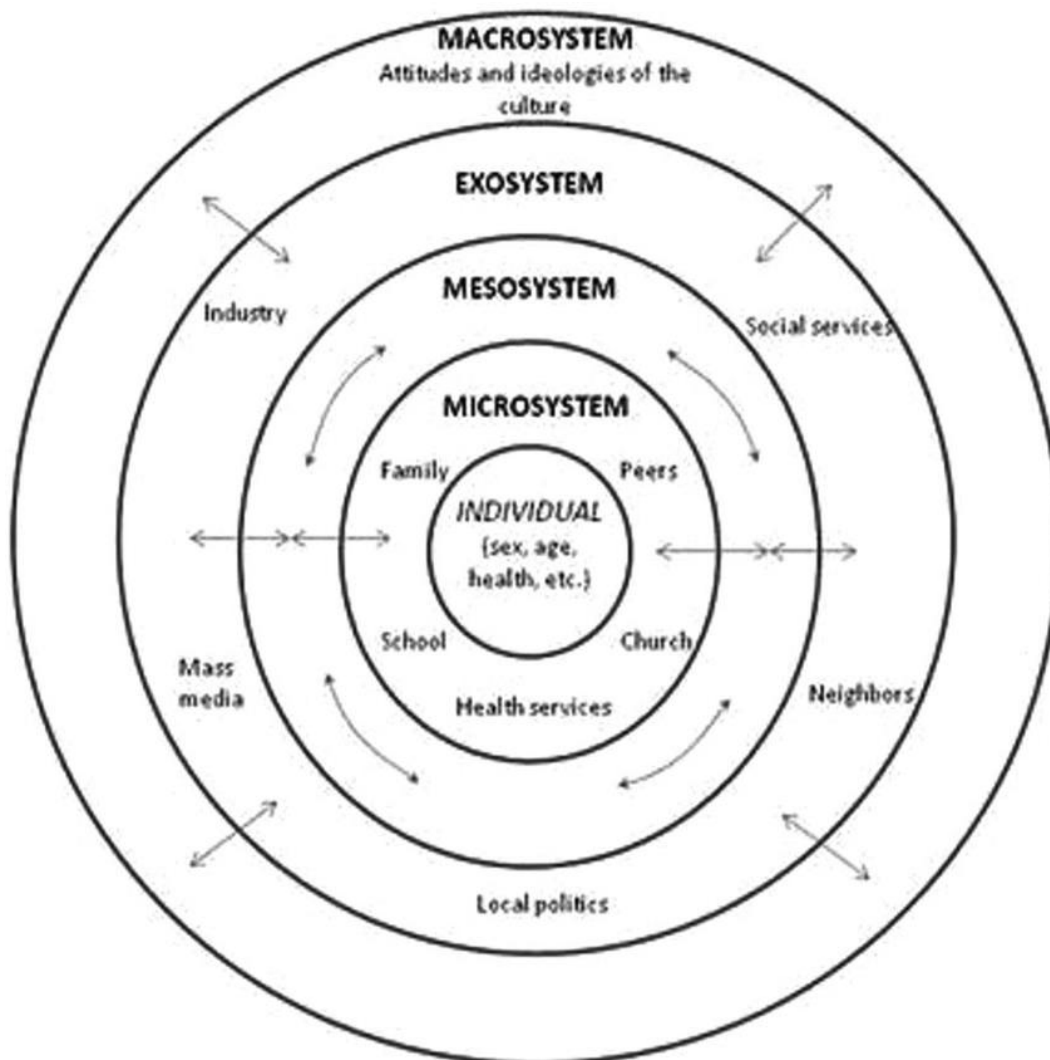 MACROSYSTEM
Attitudes and ideologies of the
culture
EXOSYSTEM
MESOSYSTEM
Industry
Social services
MICROSYSTEM
Family
Peers
INDIVIDUAL
{sex, age,
health, etc.}
School
Church
Mass
media
Neighbors
Health services
Local politics